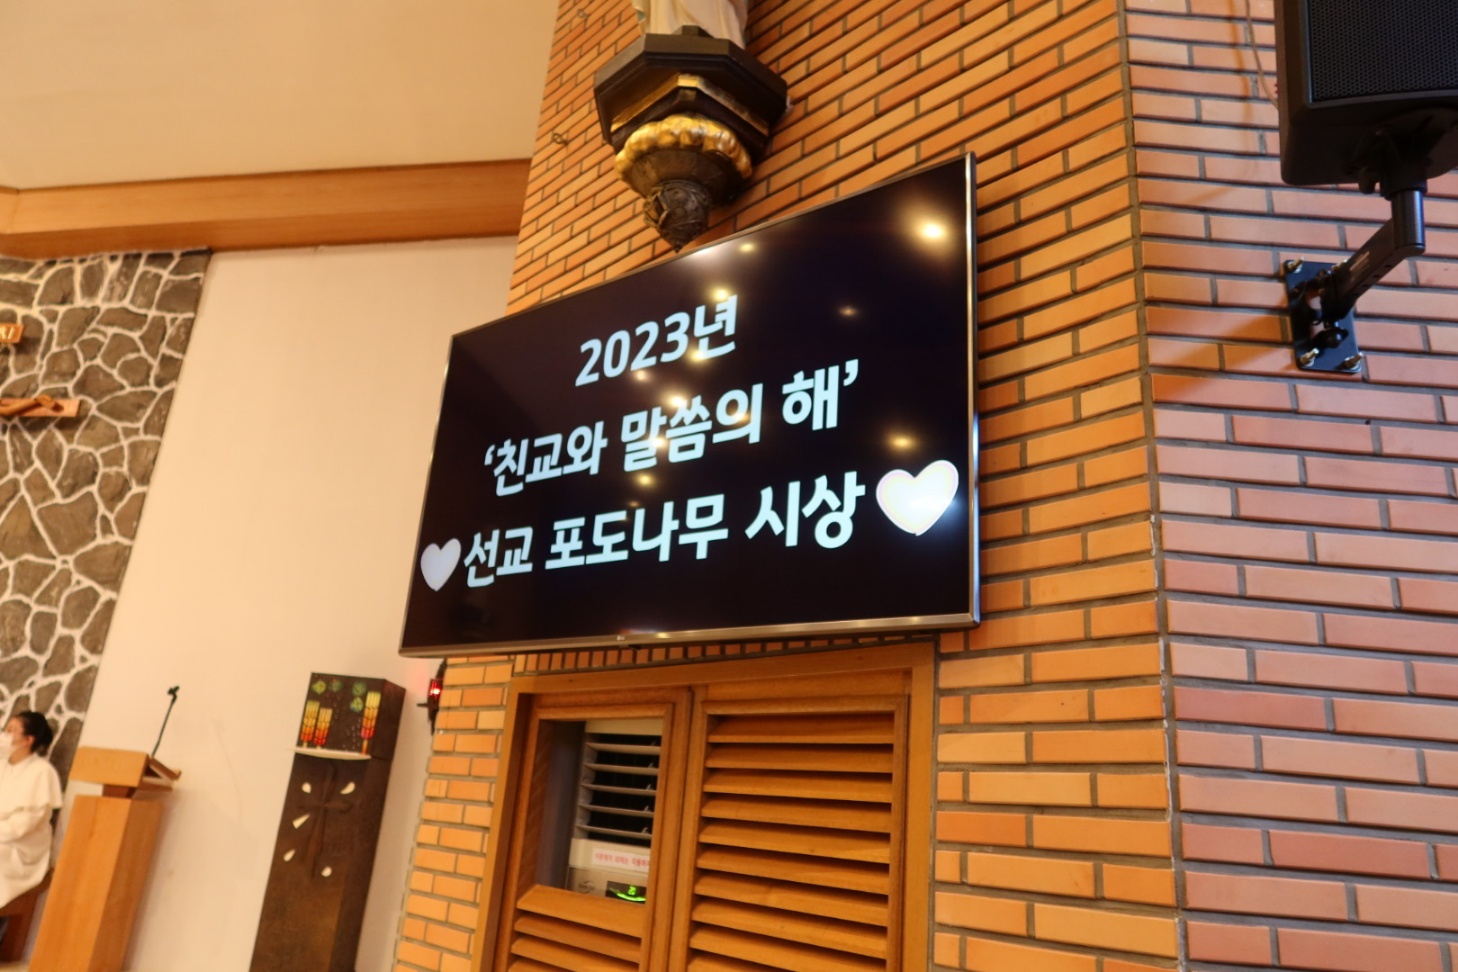 2023년
‘친교와 말씀의 해’
선교 포도나무 시상